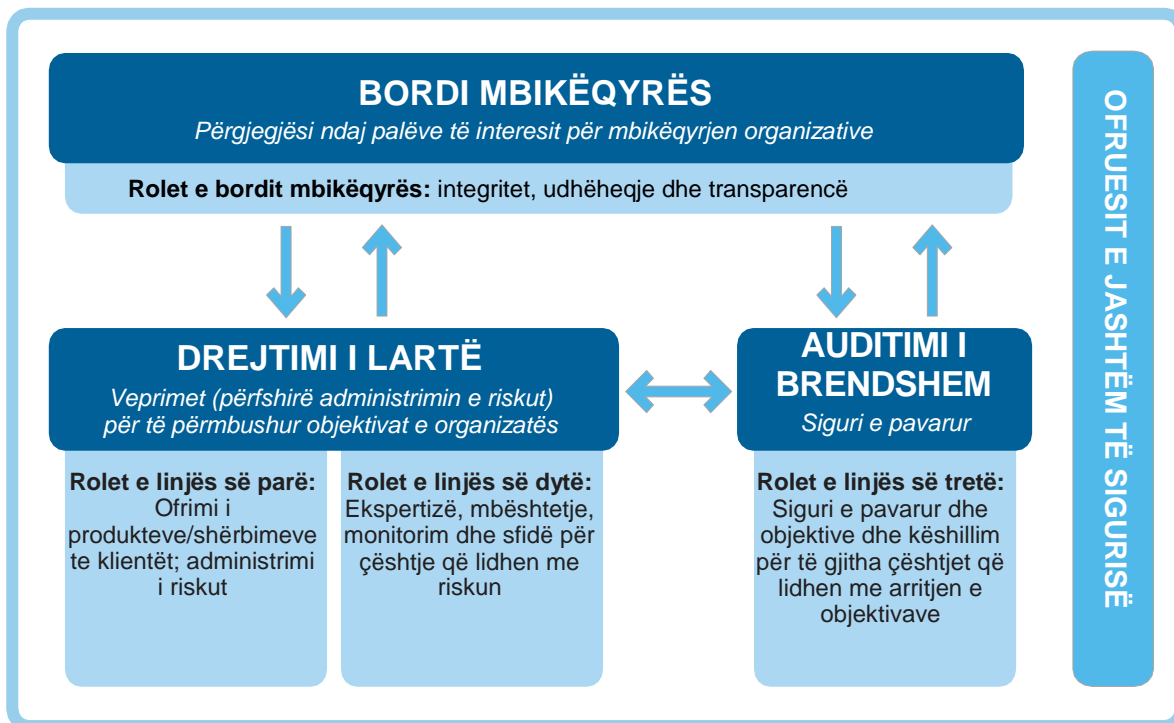 BORDI MBIKËQYRËS
Përgjegjësi ndaj palëve të interesit për mbikëqyrjen organizative
Rolet e bordit mbikëqyrës: integritet, udhëheqje dhe transparencë
DREJTIMI I LARTË
Veprimet (përfshirë administrimin e riskut)
për të përmbushur objektivat e organizatës
Rolet e linjës së parë:
Ofrimi i
produkteve/shërbimeve
te klientët; administrimi
i riskut
Rolet e linjës së dytë:
Ekspertizë, mbështetje,
monitorim dhe sfidë për
çështje që lidhen me
riskun
AUDITIMI I
BRENDSHEM
Siguri e pavarur
Rolet e linjës së tretë:
Siguri e pavarur dhe
objektive dhe këshillim
për të gjitha çështjet që
lidhen me arritjen e
objektivave
OFRUESIT E JASHTËM TË SIGURISË